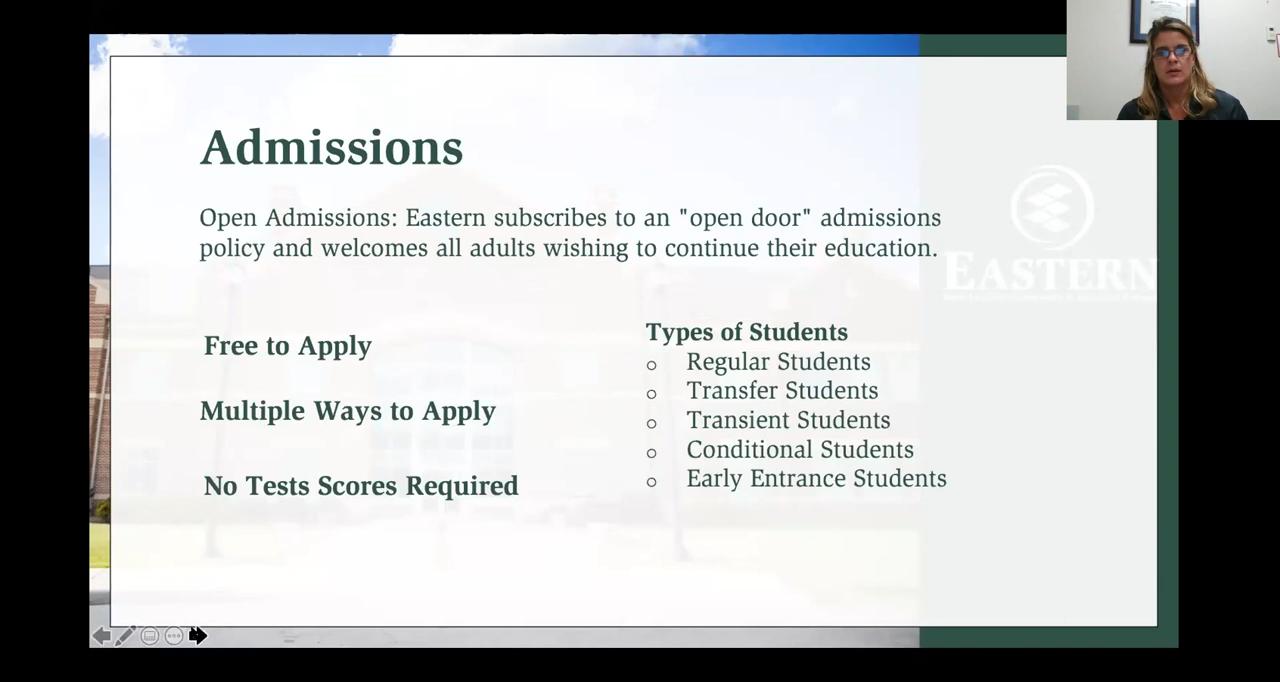 Admissions
Open Admissions: Eastern subscribes to an "open door" admissions
policy and welcomes all adults wishing to continue their education.
Free to Apply
Multiple Ways to Apply
No Tests Scores Required
Types of Students
Regular Students
Transfer Students
Transient Students
Conditional Students
Early Entrance Students
EASTERN